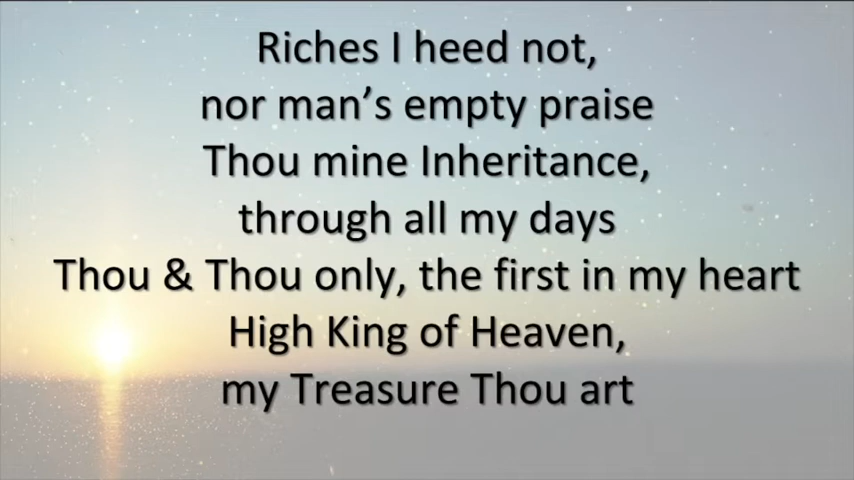 Riches I heed not,
nor man’s empty praise
Thou mine Inheritance,
through all my days
Thou & Thou only, the first in my heart
High King of Heaven,
my Treasure Thou art